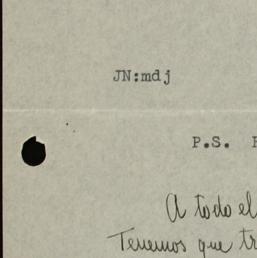 JN:mdj
P.S.
A todo el
Tenemos que